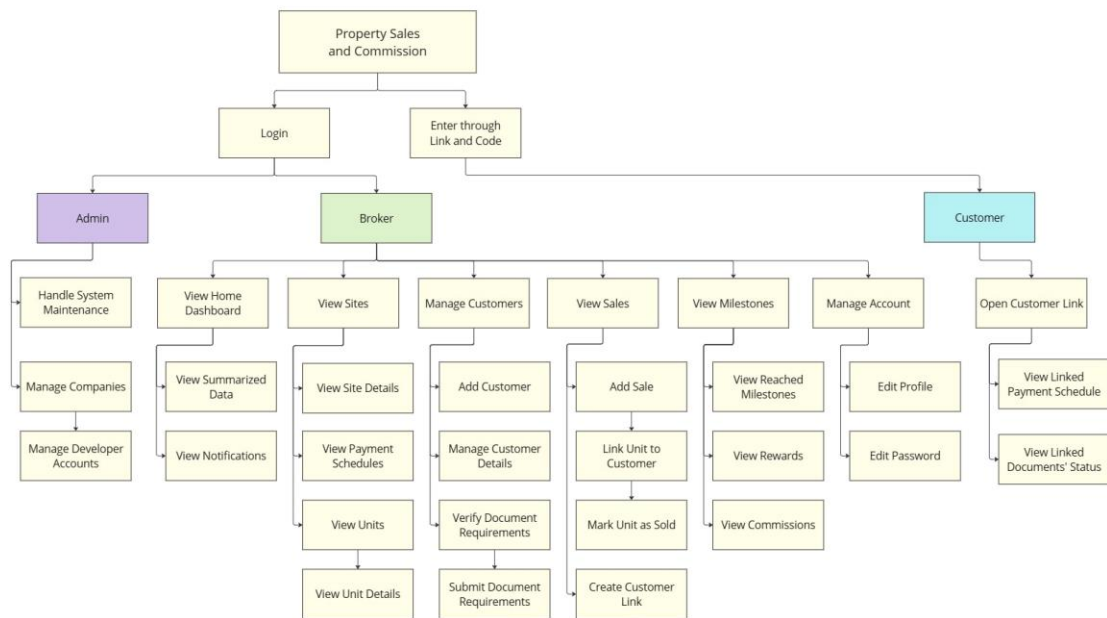 Property Sales
and Commission
Login
Enter through
Link and Code
Admin
Broker
Customer
Handle System
Maintenance
View Home
Dashboard
View Sites
Manage Customers
View Sales
View Milestones
Manage Account
Open Customer Link
Manage Companies
View Summarized
Data
View Site Details
Add Customer
Add Sale
View Reached
Milestones
Edit Profile
View Linked
Payment Schedule
Manage Developer
Accounts
View Notifications
View Payment
Schedules
Manage Customer
Details
Link Unit to
Customer
View Rewards
Edit Password
View Linked
Documents' Status
View Units
Verify Document
Requirements
Mark Unit as Sold
View Commissions
View Unit Details
Submit Document
Requirements
Create Customer
Link